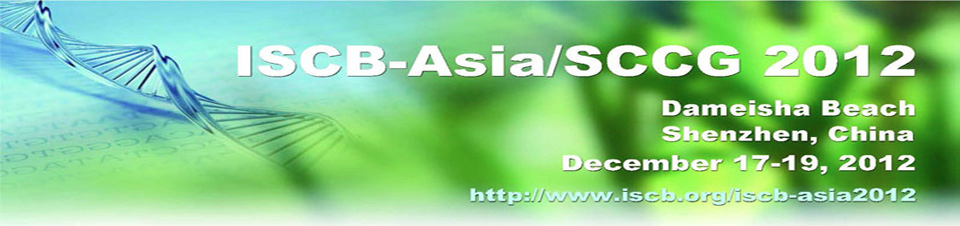 ISCB-Asia/SCCG 2012
Dameisha Beach
Shenzhen, China
December 17-19, 2012
http://www.iscb.org/iscb-asia2012